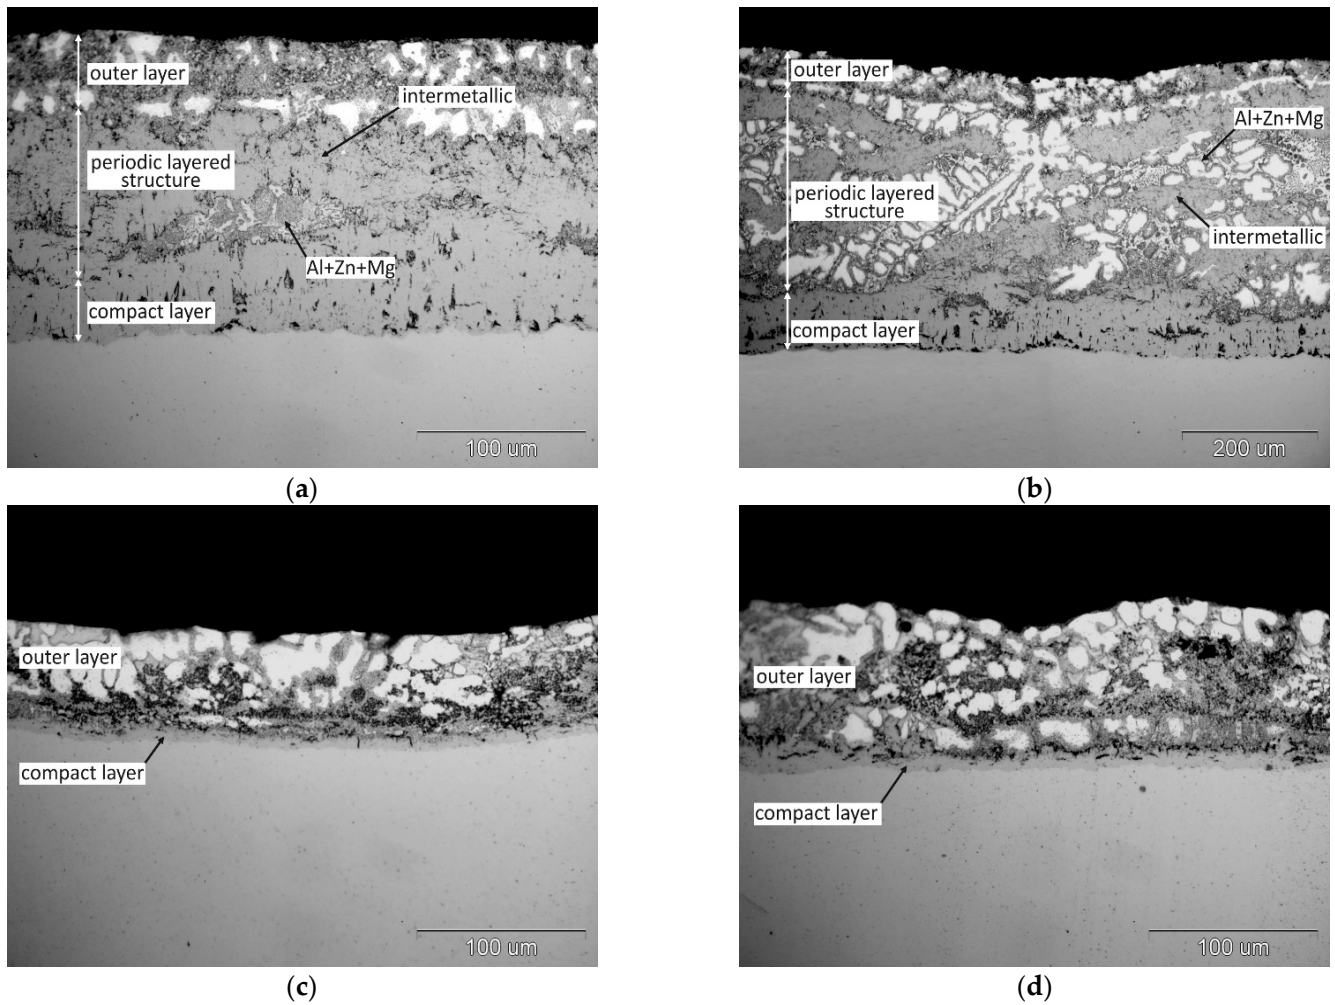 outer layer
intermetallic
periodic layered
structure
Al+Zn+Mg
compact layer
100 um
(a)
outer layer
Al+Zn+Mg
periodic layered
structure
intermetallic
compact layer
200 um
(b)
outer layer
compact layer
100 um
(c)
outer layer
compact layer
100 um
(d)